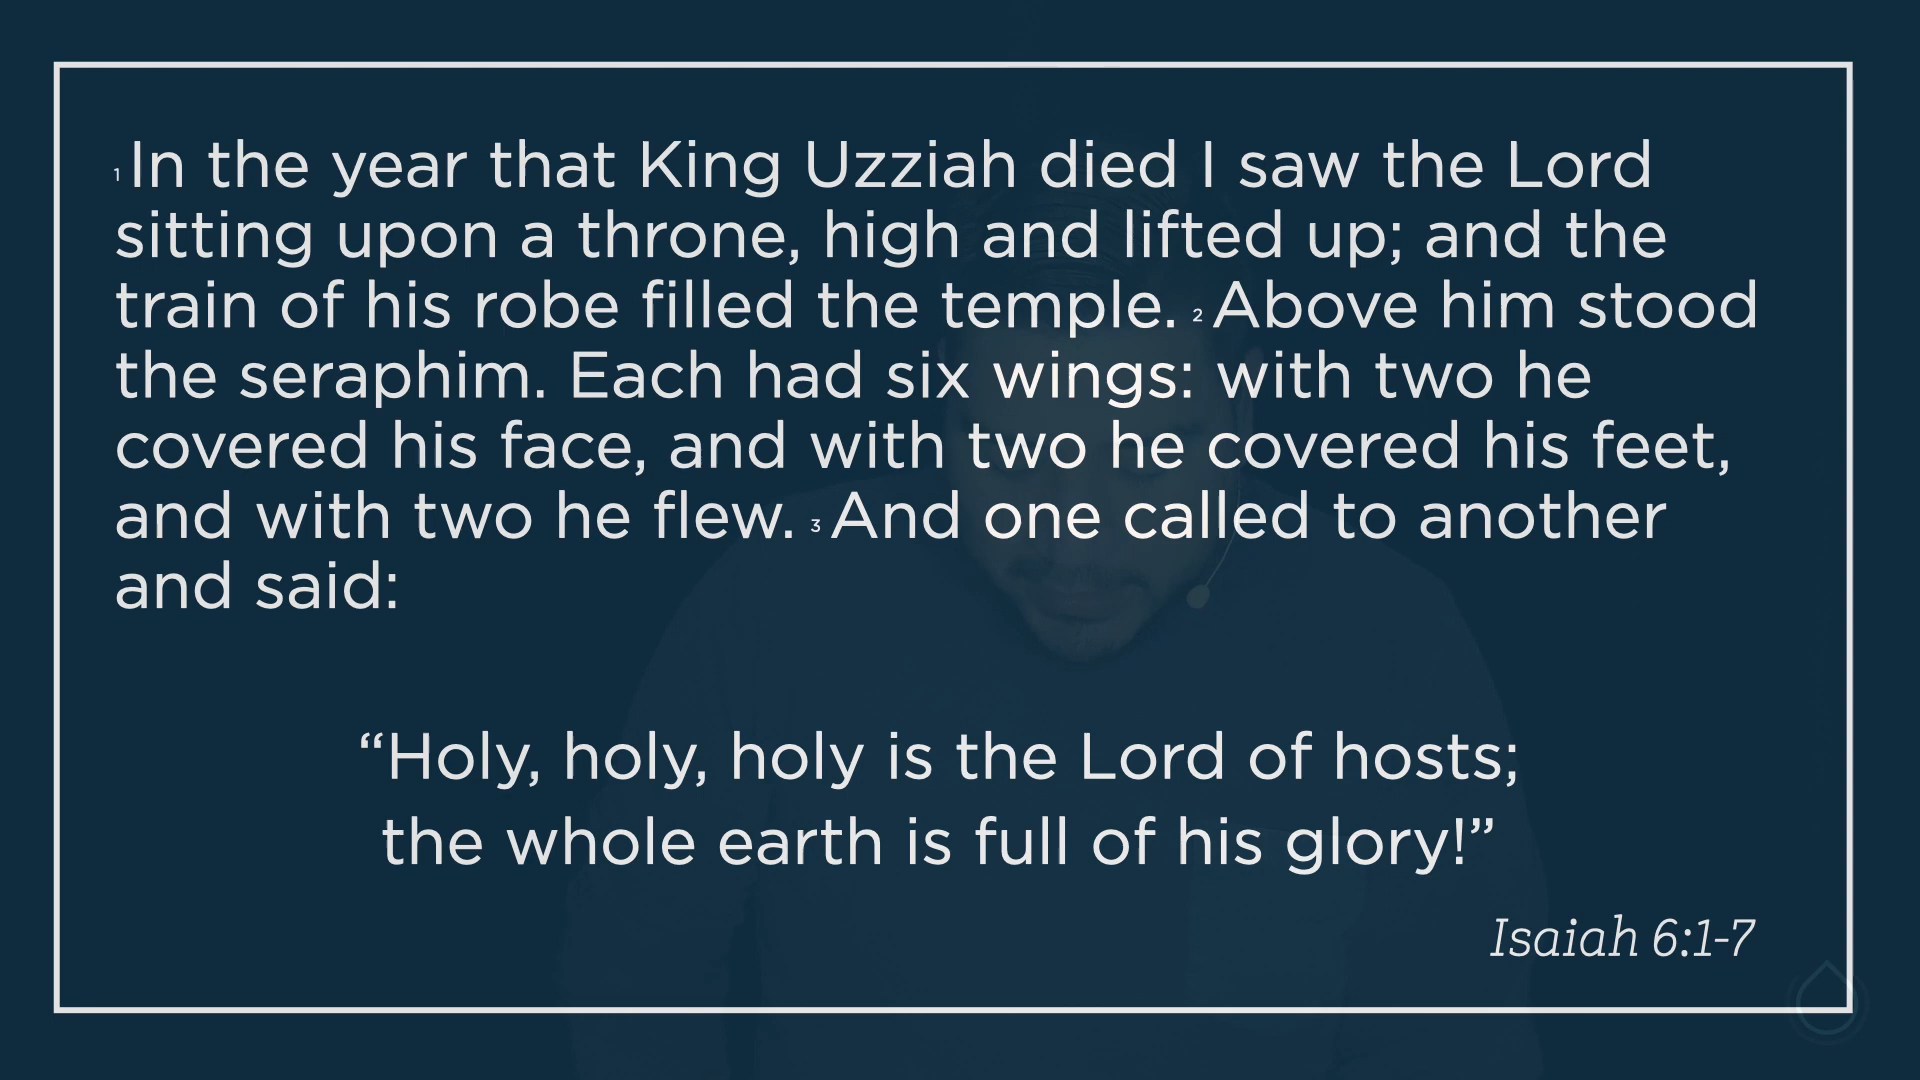 1 In the year that King Uzziah died I saw the Lord
sitting upon a throne, high and lifted up; and the
train of his robe filled the temple. 2 Above him stood
the seraphim. Each had six wings: with two he
covered his face, and with two he covered his feet,
and with two he flew. 3 And one called to another
and said:
“Holy, holy, holy is the Lord of hosts;
the whole earth is full of his glory!”
Isaiah 6:1-7